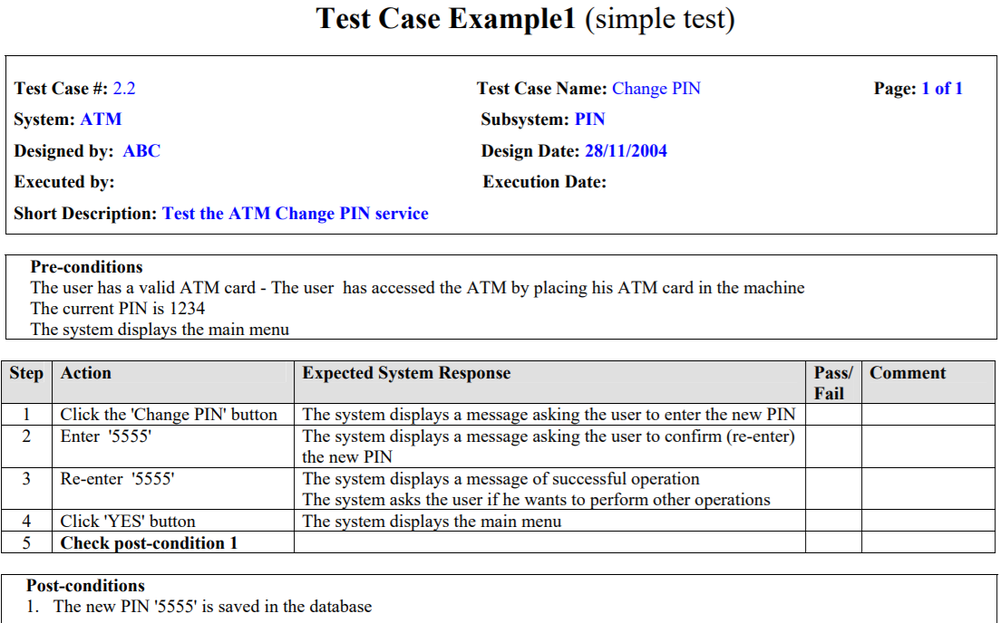 Test Case Example1 (simple test)
Test Case #: 2.2 Test Case Name: Change PIN Page: 1 of 1
System: ATM Subsystem: PIN
Designed by: ABC Design Date: 28/11/2004
Executed by: Execution Date:
Short Description: Test the ATM Change PIN service
Pre-conditions
The user has a valid ATM card - The user has accessed the ATM by placing his ATM card in the machine
The current PIN is 1234
The system displays the main menu
Step Action Expected System Response Pass/ Comment
Fail
1 Click the 'Change PIN' button The system displays a message asking the user to enter the new PIN
2 Enter '5555' The system displays a message asking the user to confirm (re-enter)
the new PIN
3 Re-enter '5555' The system displays a message of successful operation
The system asks the user if he wants to perform other operations
4 Click 'YES' button The system displays the main menu
5 Check post-condition 1
Post-conditions
1. The new PIN '5555' is saved in the database